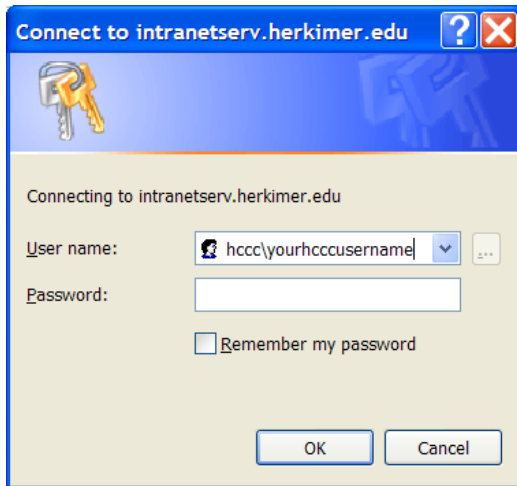 Connect to intranetserv.herkimer.edu ?
Connecting to intranetserv.herkimer.edu
User name: hccc\yourhcccusername ...
Password:
Remember my password
OK Cancel